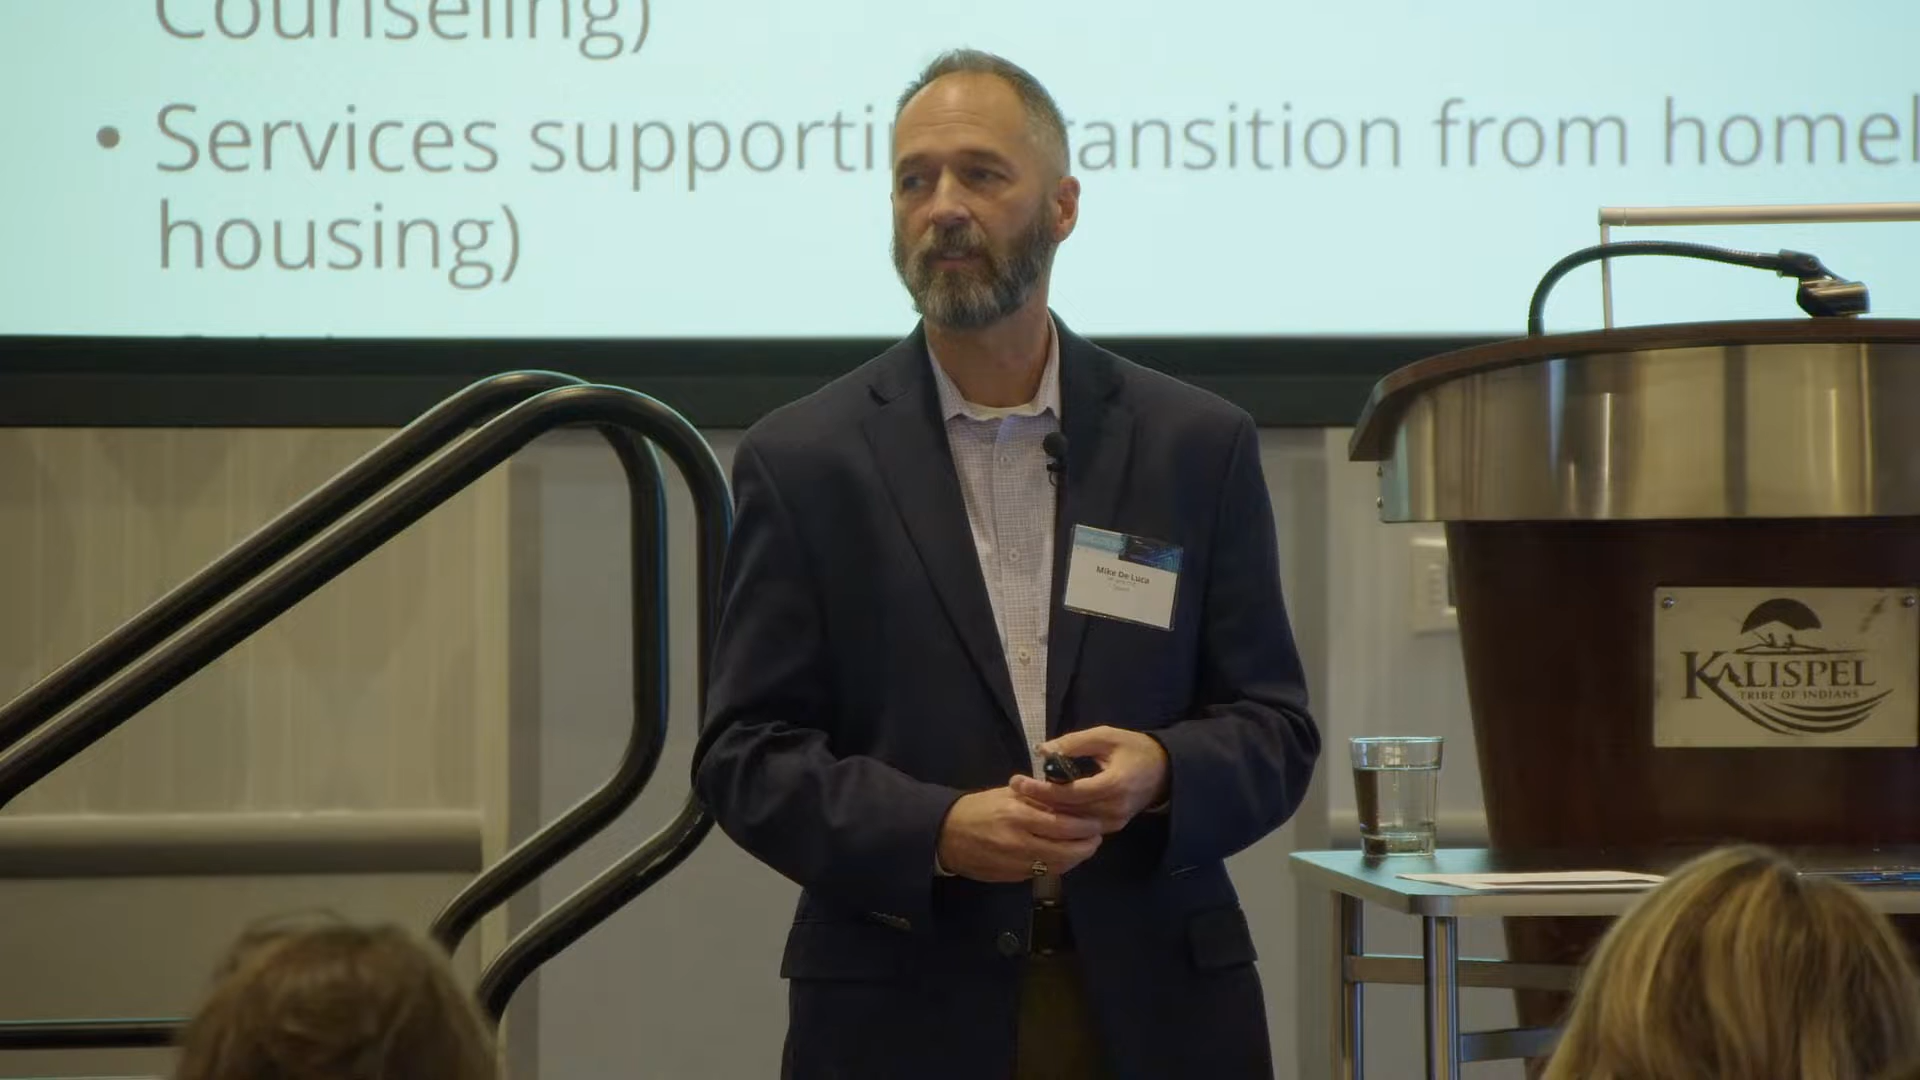 Counseling)
• Services supporti ansition from homel
housing)
Mike De Luca
KALISPEL
TRIBE OF INDIANS